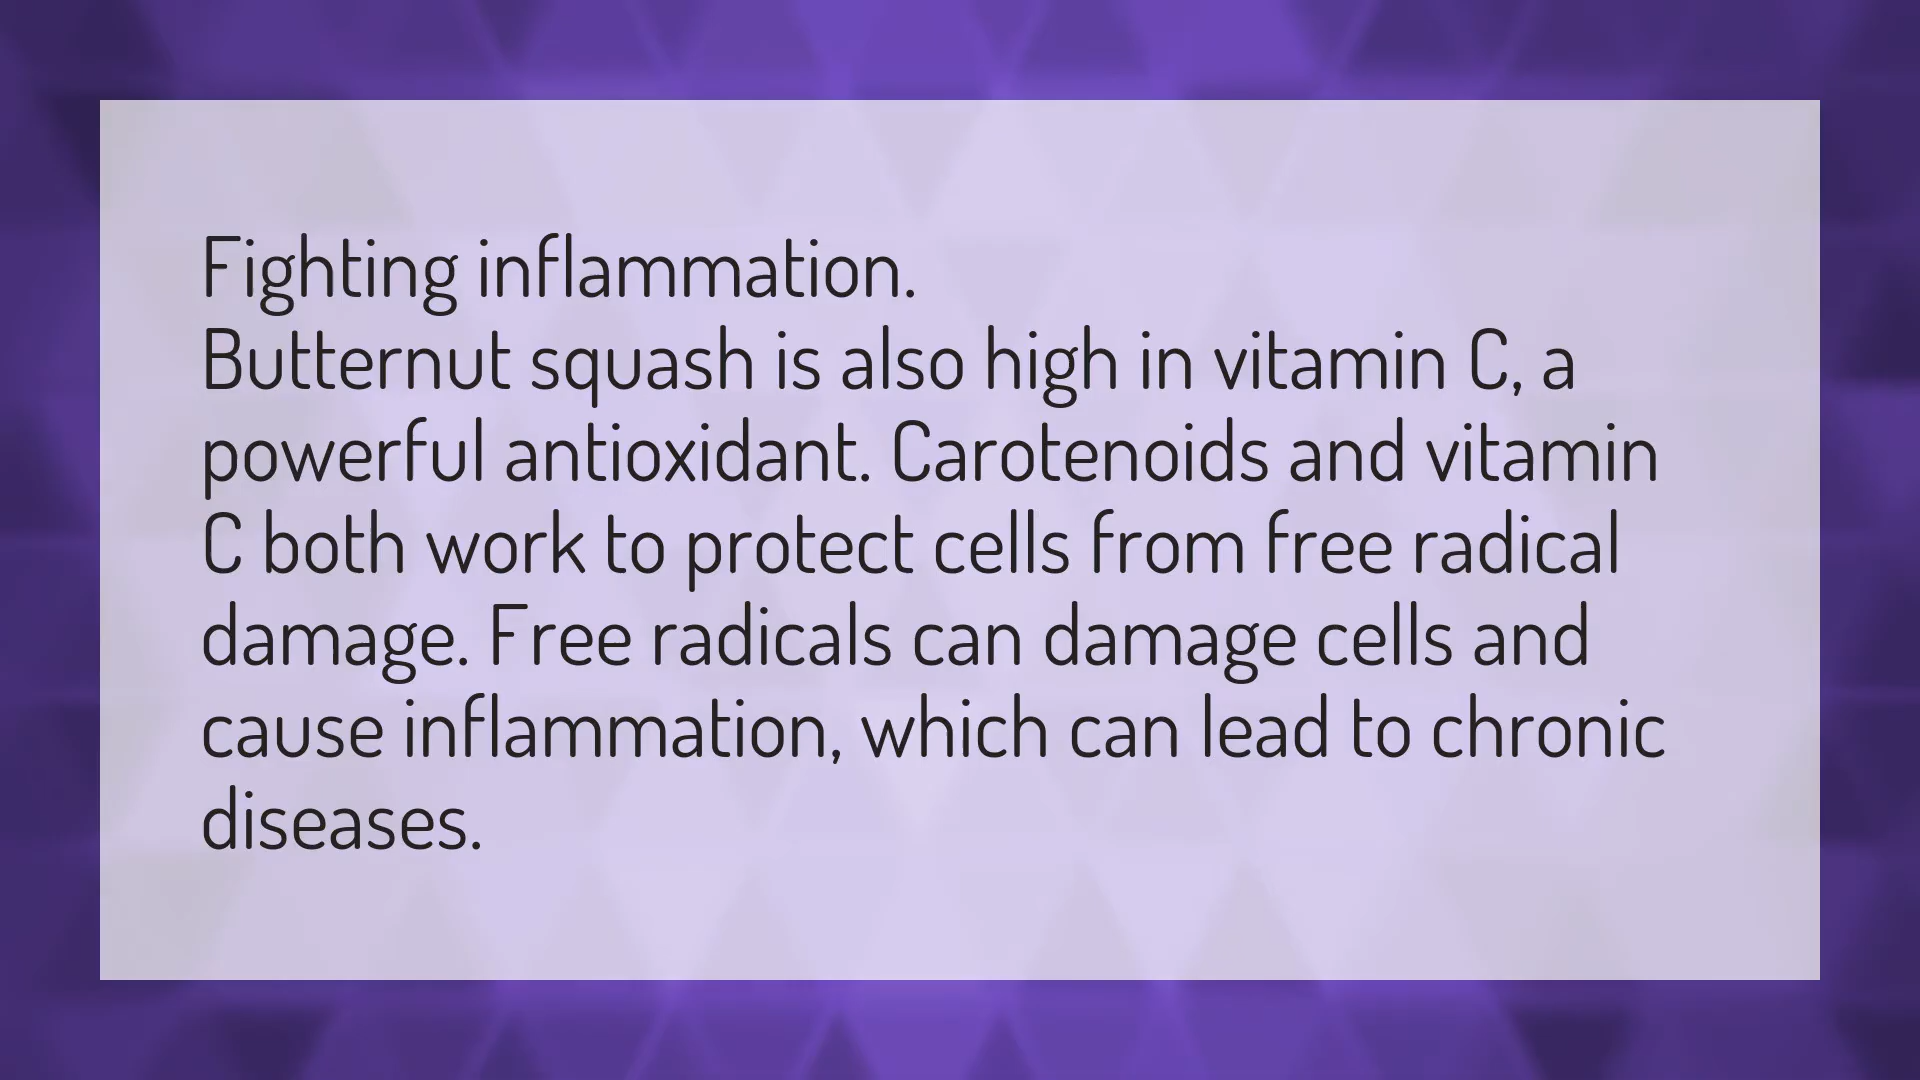 Fighting inflammation.
Butternut squash is also high in vitamin C, a
powerful antioxidant. Carotenoids and vitamin
C both work to protect cells from free radical
damage. Free radicals can damage cells and
cause inflammation, which can lead to chronic
diseases.